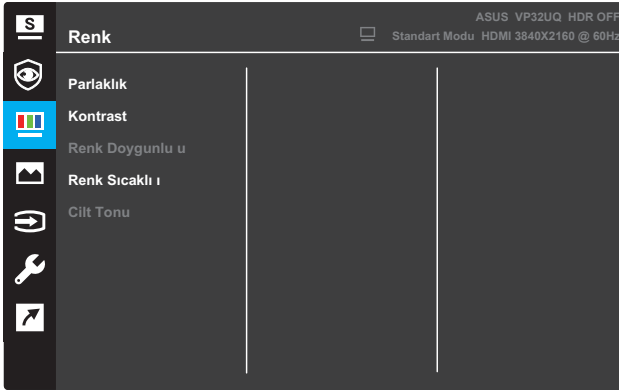 S
ASUS VP32UQ HDR OFF
Renk
Standart Modu HDMI 3840X2160 @ 60Hz
Parlaklık
Kontrast
Renk Doygunlu u
Renk Sıcaklı ı
Cilt Tonu